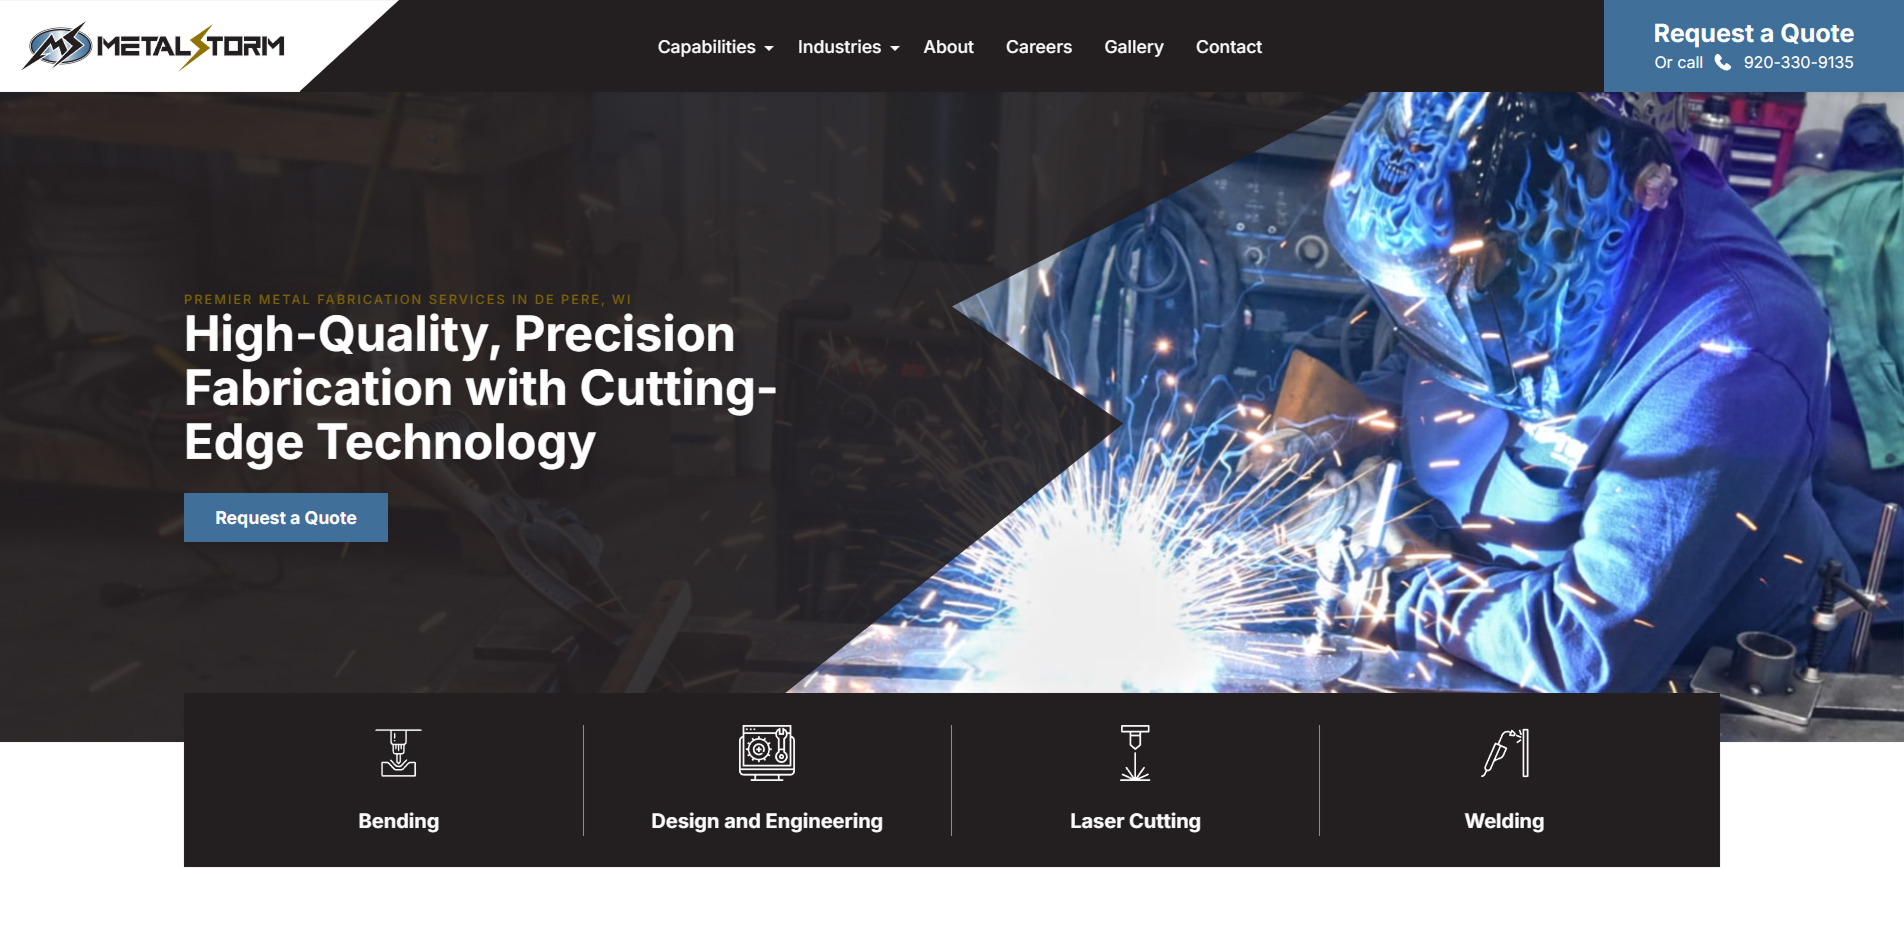 METALSTORM
Capabilities
Industries
About
Careers
Gallery
Contact
Request a Quote
Or call 920-330-9135
PREMIER METAL FABRICATION SERVICES IN DE PERE, WI
High-Quality, Precision
Fabrication with Cutting-
Edge Technology
Request a Quote
Bending
Design and Engineering
Laser Cutting
Welding